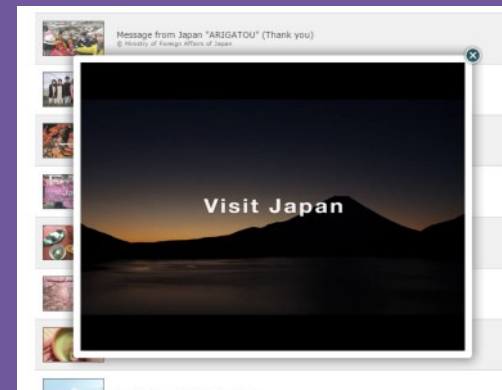 Message from Japan "ARIGATOU" (Thank you)
© Ministry of Foreign Affairs of Japan
Visit Japan